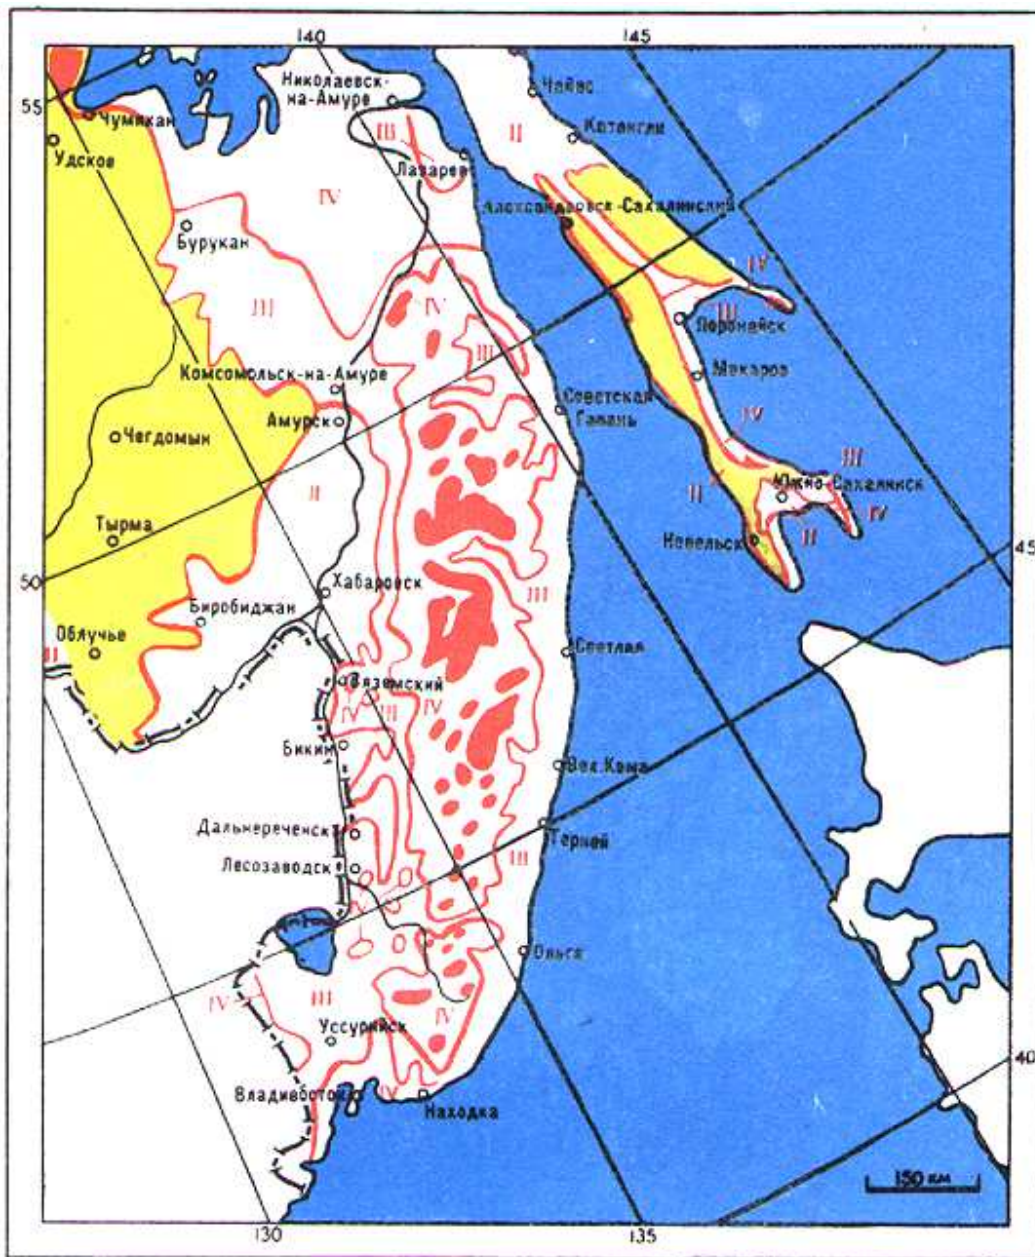 140
145
55
Николаевск-
на-Амуре
Чайво
Чумикан
Катангли
II
Удское
III
Лазарев
IV
Александровск-Сахалинский
Бурукан
IV
III
IV
III
Поронайск
III
Комсомольск-на-Амуре
Макаров
Советская
Гавань
Амурск
Чегдомын
IV
III
II
Южно-Сахалинск
II
IV
Тырма
Невельск
II
45
50
Хабаровск
III
Биробиджан
Облучье
II
Светлая
Вяземский
IV
III
IV
Бикин
Вел.Кема
Дальнереченск
Терней
Лесозаводск
III
IV
Ольга
III
IV
IV
Уссурийск
40
Владивосток
IV
Находка
150 км
130
135